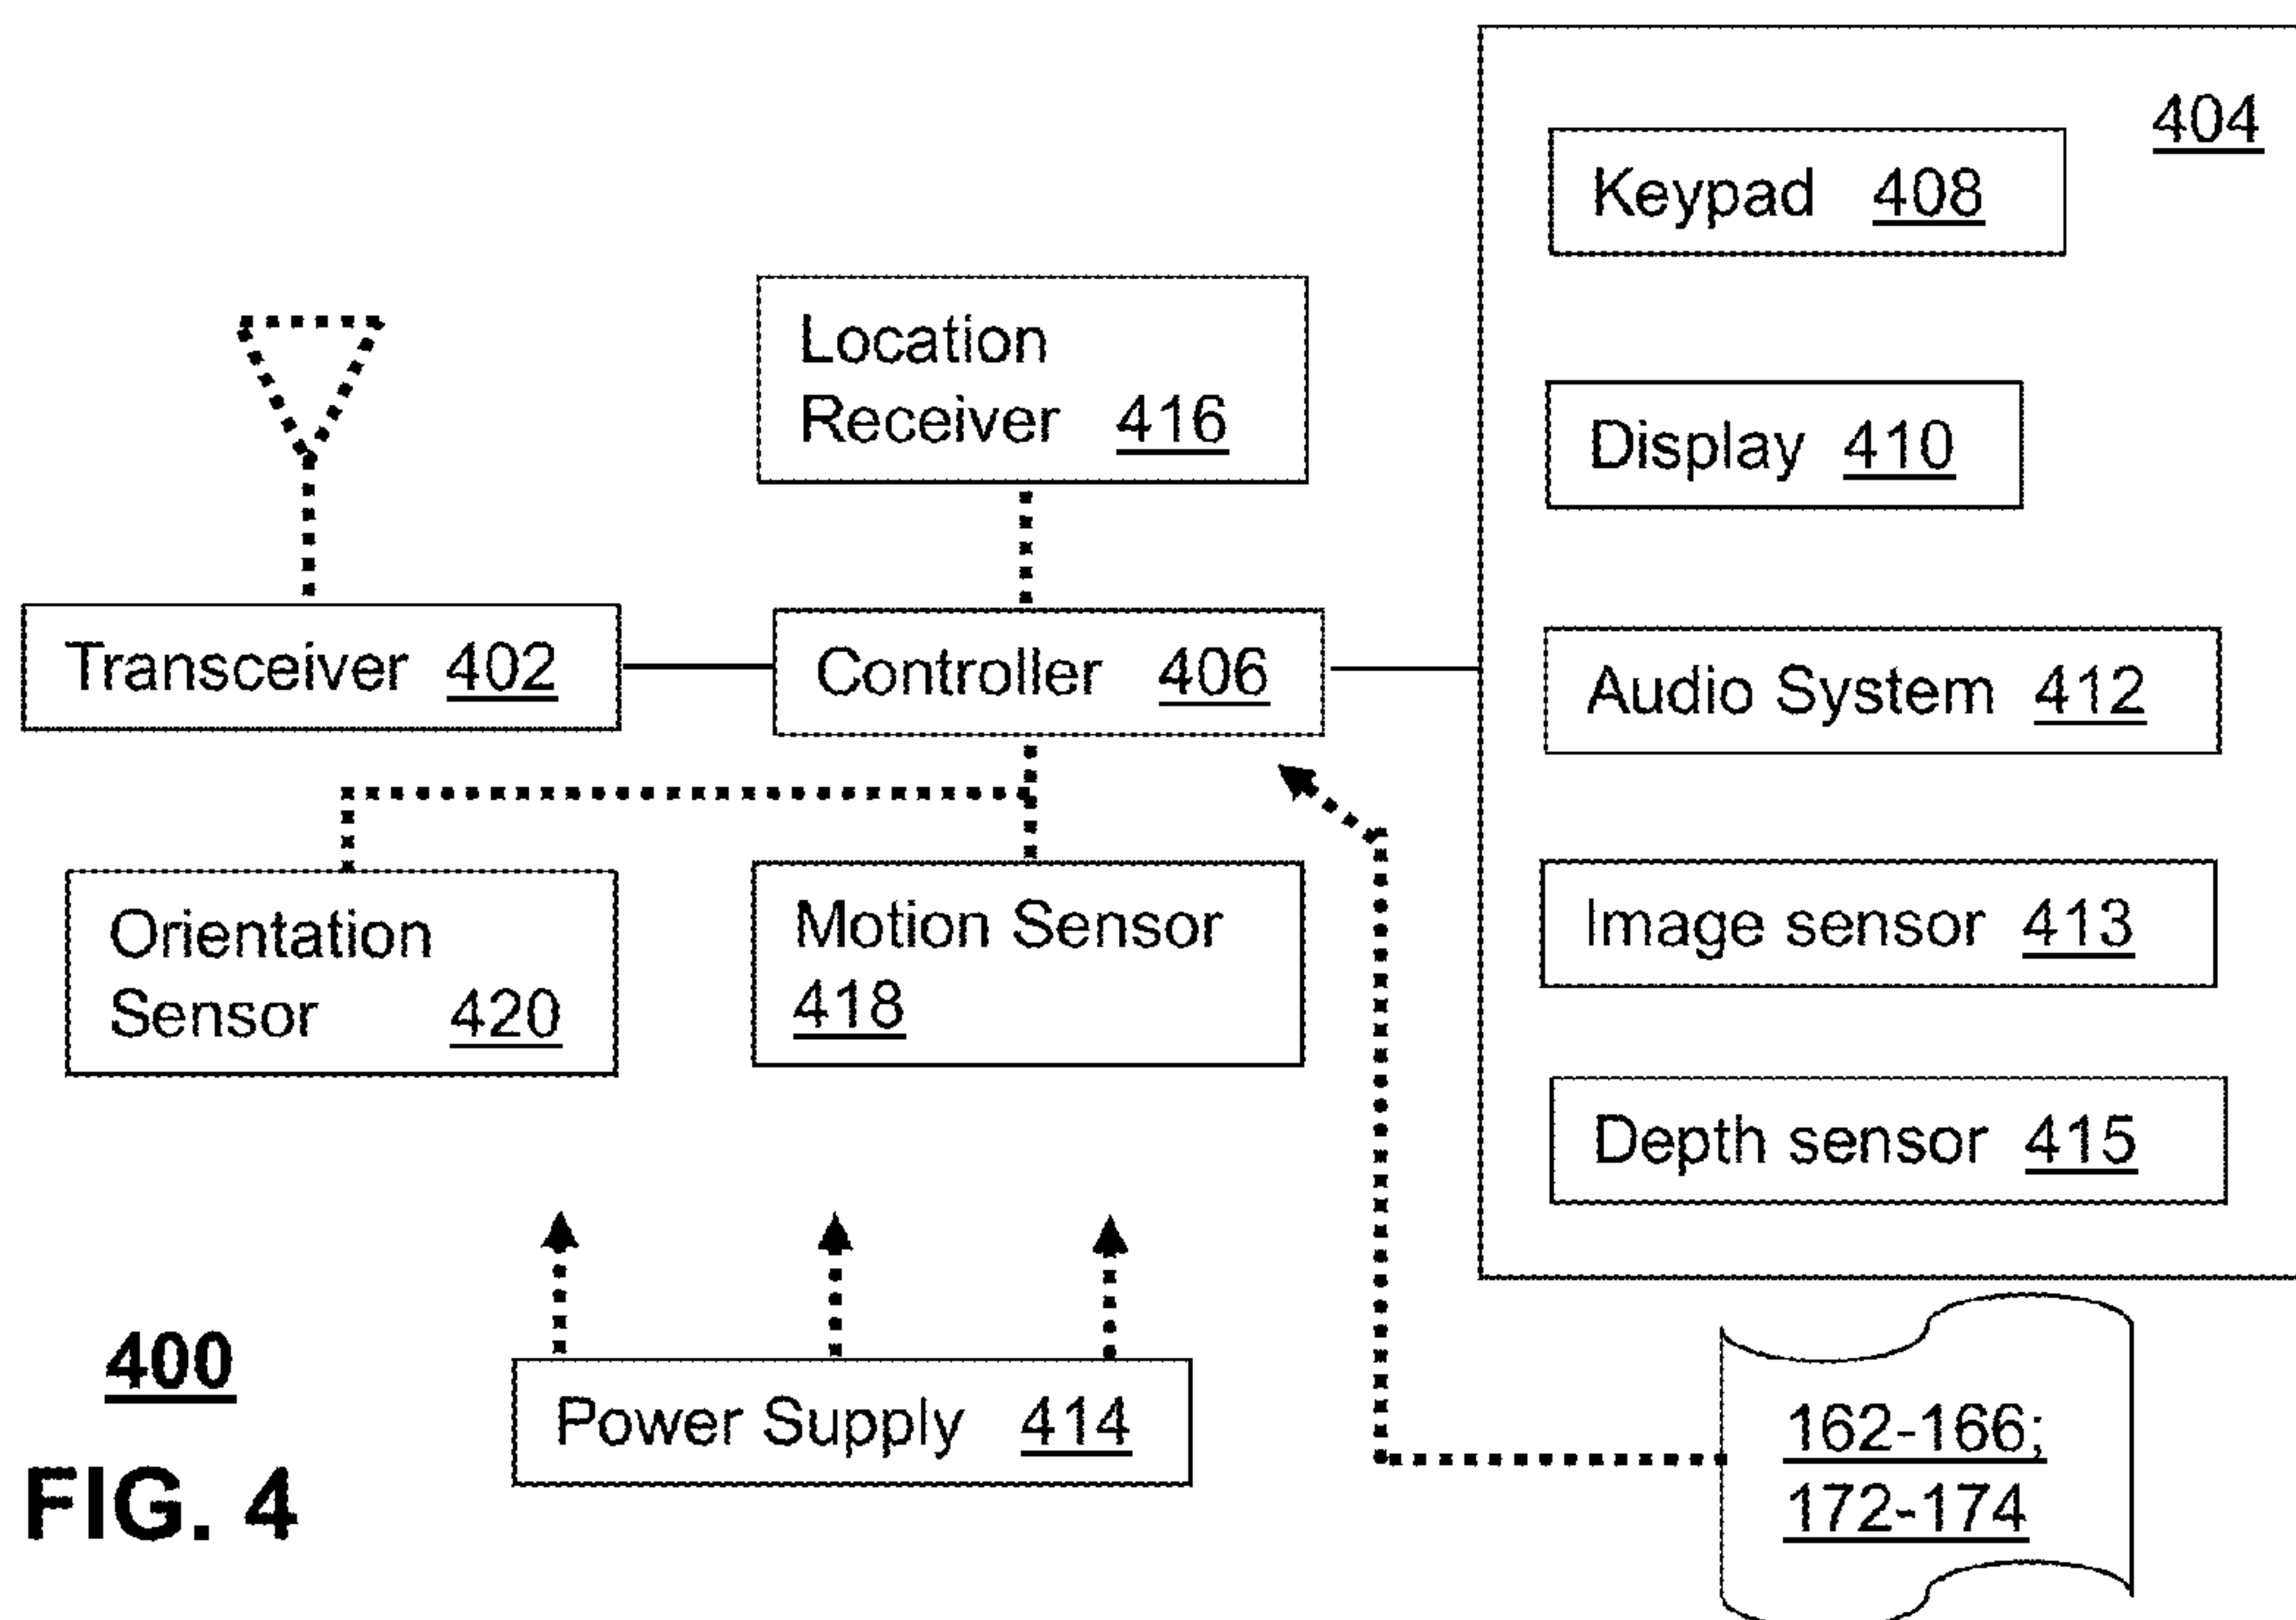 404
Keypad 408
Location
Receiver 416
Display 410
Transceiver 402
Controller 406
Audio System 412
Orientation
Sensor 420
Motion Sensor
418
Image sensor 413
Depth sensor 415
400
Power Supply 414
162-166;
172-174
FIG. 4